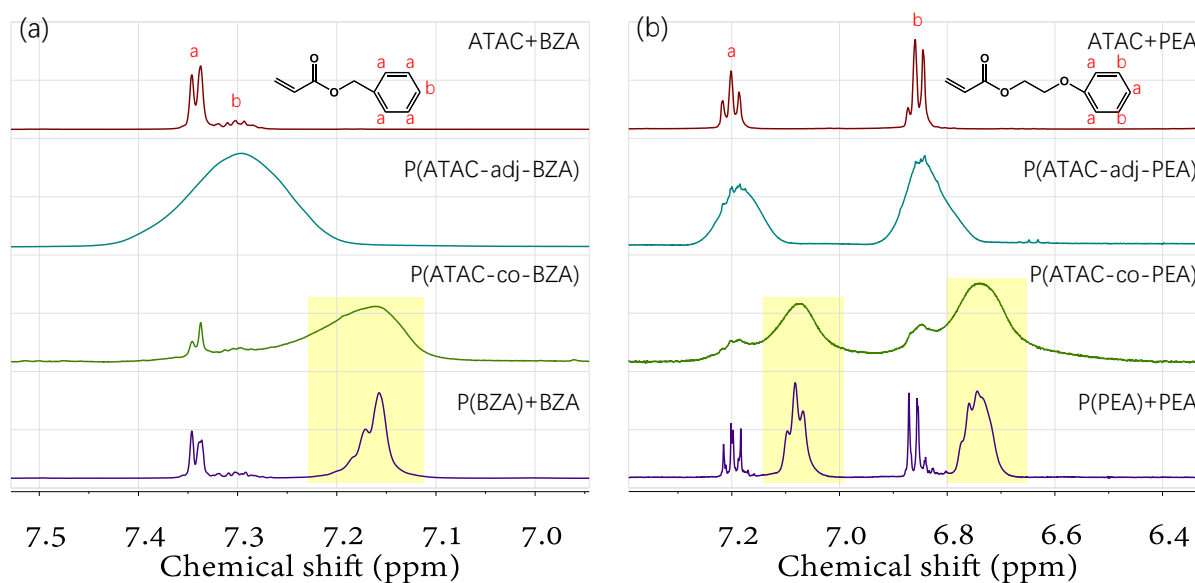 (a)
ATAC+BZA
a
b
O
O
a
a
b
a
a
P(ATAC-adj-BZA)
P(ATAC-co-BZA)
P(BZA)+BZA
7.5 7.4 7.3 7.2 7.1 7.0
Chemical shift (ppm)
(b)
ATAC+PEA
a
b
O
O
O
a
b
a
a
b
P(ATAC-adj-PEA)
P(ATAC-co-PEA)
P(PEA)+PEA
7.2 7.0 6.8 6.6 6.4
Chemical shift (ppm)